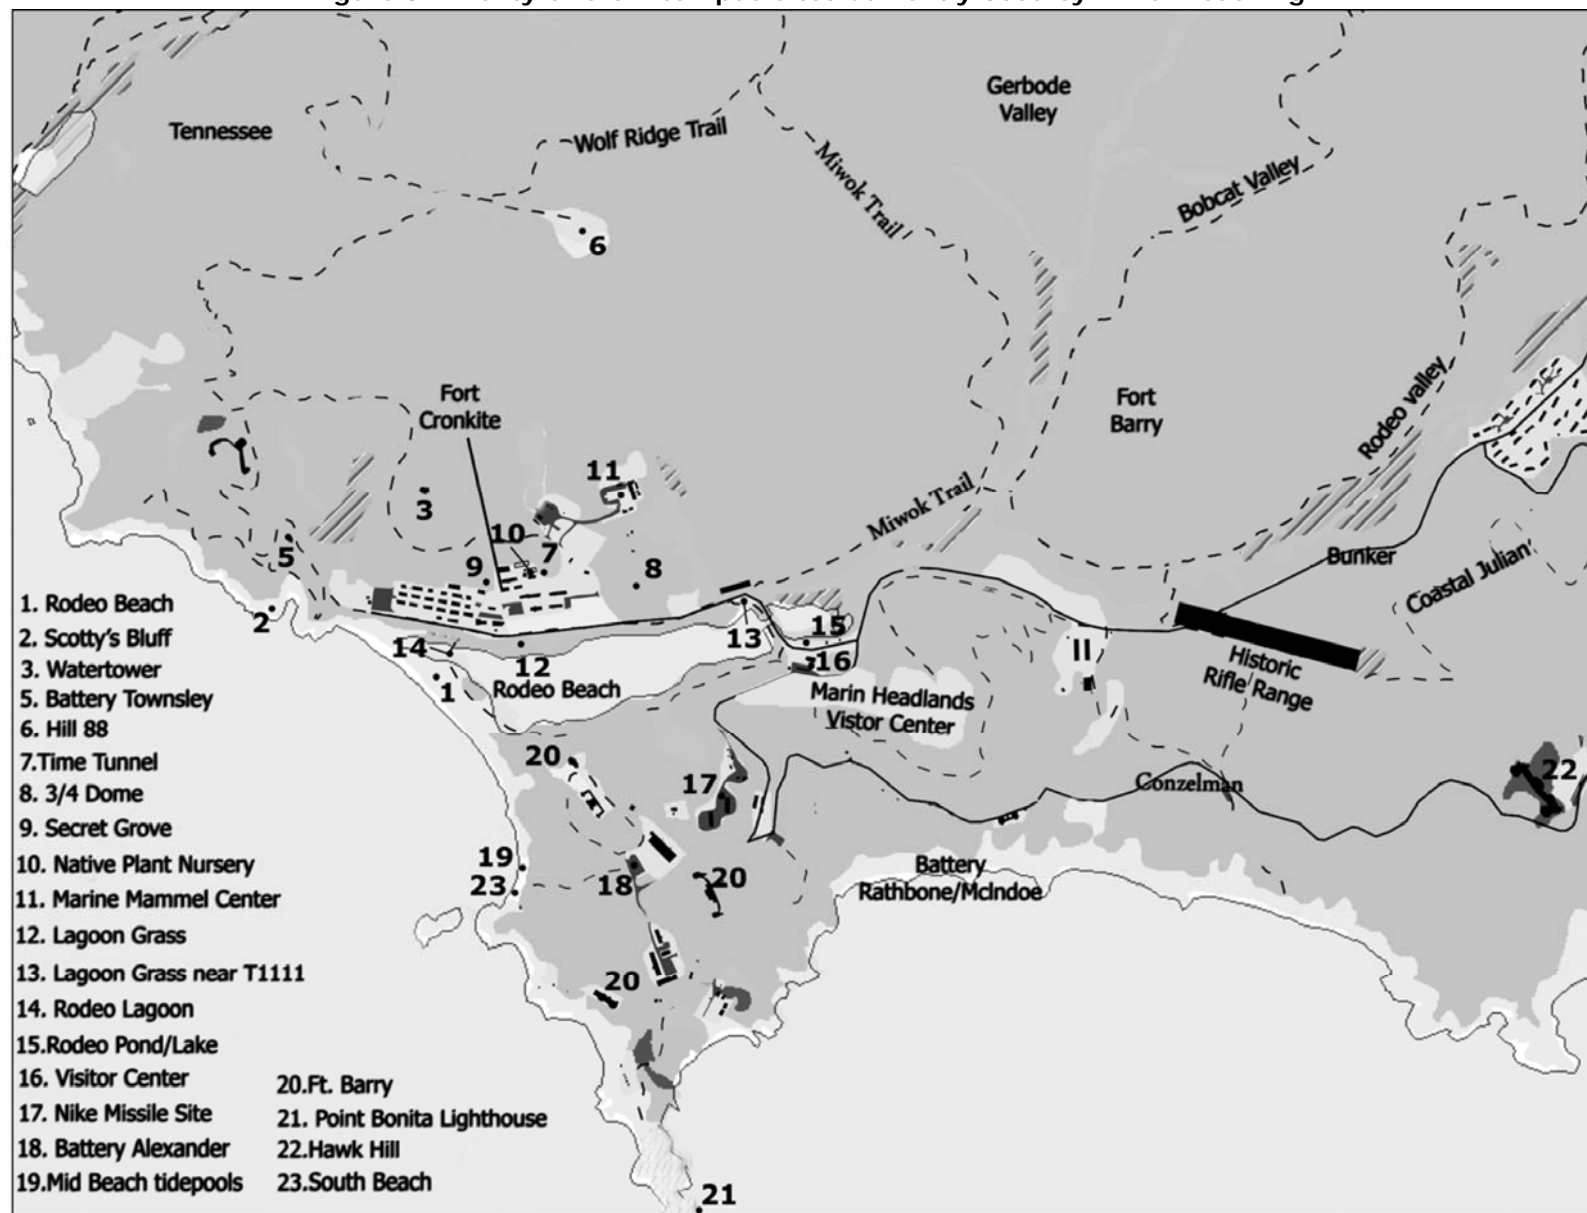 Tennessee
Wolf Ridge Trail
Gerbode
Valley
Miwok Trail
Bobcat Valley
6
Fort
Cronkite
Fort
Barry
Rodeo valley
11
3
Miwok Trail
10
5
9
7
8
Bunker
Coastal Julian
2
14
12
13
15
16
II
1
Rodeo Beach
Historic
Rifle Range
Marin Headlands
Vistor Center
20
17
Conzelman
22
19
23
18
20
Battery
Rathbone/McIndoe
20
21
1. Rodeo Beach
2. Scotty's Bluff
3. Watertower
5. Battery Townsley
6. Hill 88
7.Time Tunnel
8. 3/4 Dome
9. Secret Grove
10. Native Plant Nursery
11. Marine Mammel Center
12. Lagoon Grass
13. Lagoon Grass near T1111
14. Rodeo Lagoon
15.Rodeo Pond/Lake
16. Visitor Center
17. Nike Missile Site
18. Battery Alexander
19.Mid Beach tidepools
20.Ft. Barry
21. Point Bonita Lighthouse
22.Hawk Hill
23.South Beach